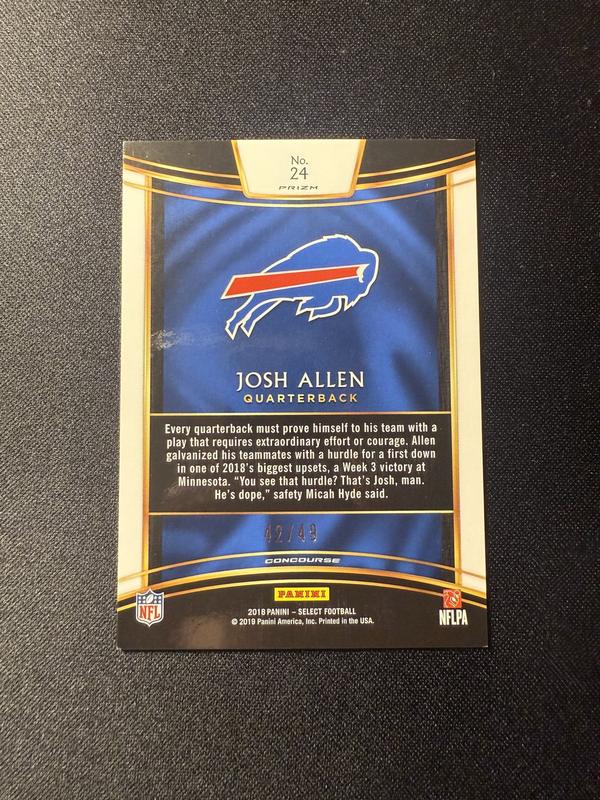 No.
24
PRIZM
JOSH ALLEN
QUARTERBACK
Every quarterback must prove himself to his team with a
play that requires extraordinary effort or courage. Allen
galvanized his teammates with a hurdle for a first down
in one of 2018's biggest upsets, a Week 3 victory at
Minnesota. "You see that hurdle? That's Josh, man.
He's dope," safety Micah Hyde said.
42/49
CONCOURSE
PANINI
NFL
NFLPA
2018 PANINI – SELECT FOOTBALL
© 2019 Panini America, Inc. Printed in the USA.